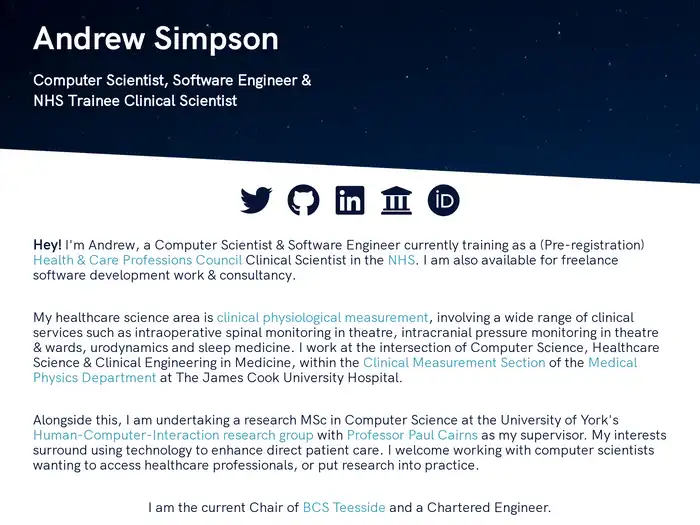 Andrew Simpson
Computer Scientist, Software Engineer &
NHS Trainee Clinical Scientist
iD
Hey! I'm Andrew, a Computer Scientist & Software Engineer currently training as a (Pre-registration)
Health & Care Professions Council Clinical Scientist in the NHS. I am also available for freelance
software development work & consultancy.
My healthcare science area is clinical physiological measurement, involving a wide range of clinical
services such as intraoperative spinal monitoring in theatre, intracranial pressure monitoring in theatre
& wards, urodynamics and sleep medicine. I work at the intersection of Computer Science, Healthcare
Science & Clinical Engineering in Medicine, within the Clinical Measurement Section of the Medical
Physics Department at The James Cook University Hospital.
Alongside this, I am undertaking a research MSc in Computer Science at the University of York's
Human-Computer-Interaction research group with Professor Paul Cairns as my supervisor. My interests
surround using technology to enhance direct patient care. I welcome working with computer scientists
wanting to access healthcare professionals, or put research into practice.
I am the current Chair of BCS Teesside and a Chartered Engineer.